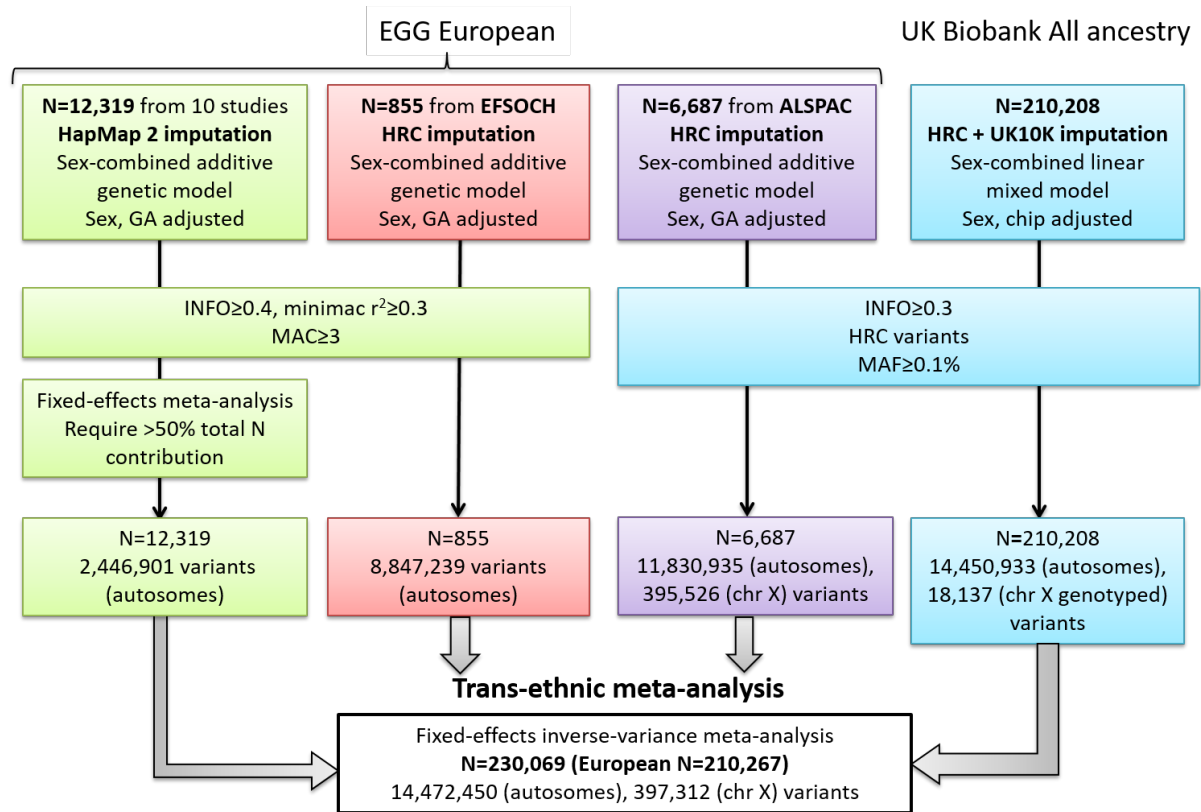 EGG European
UK Biobank All ancestry
N=12,319 from 10 studies
HapMap 2 imputation
Sex-combined additive
genetic model
Sex, GA adjusted
N=855 from EFSOCH
HRC imputation
Sex-combined additive
genetic model
Sex, GA adjusted
N=6,687 from ALSPAC
HRC imputation
Sex-combined additive
genetic model
Sex, GA adjusted
N=210,208
HRC + UK10K imputation
Sex-combined linear
mixed model
Sex, chip adjusted
INFO≥0.4, minimac r²≥0.3
MAC≥3
INFO≥0.3
HRC variants
MAF≥0.1%
Fixed-effects meta-analysis
Require >50% total N
contribution
N=12,319
2,446,901 variants
(autosomes)
N=855
8,847,239 variants
(autosomes)
N=6,687
11,830,935 (autosomes),
395,526 (chr X) variants
N=210,208
14,450,933 (autosomes),
18,137 (chr X genotyped)
variants
Trans-ethnic meta-analysis
Fixed-effects inverse-variance meta-analysis
N=230,069 (European N=210,267)
14,472,450 (autosomes), 397,312 (chr X) variants